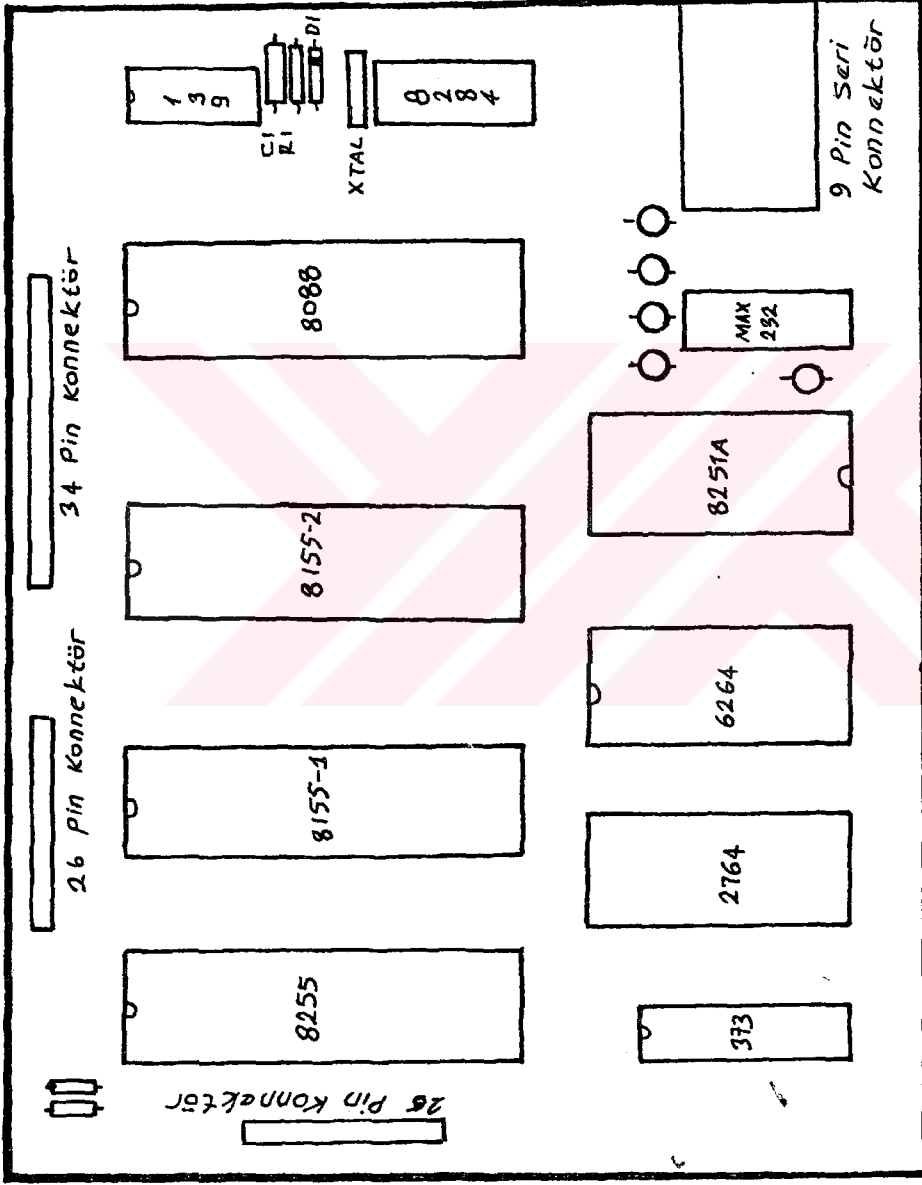 34 Pin Konnektör
26 Pin Konnektör
26 Pin Konnektör
139
C1
R1
D1
XTAL
8284
8088
8155-2
8155-1
8255
9 Pin Seri
Konnektör
MAX
232
8251A
6264
2764
373